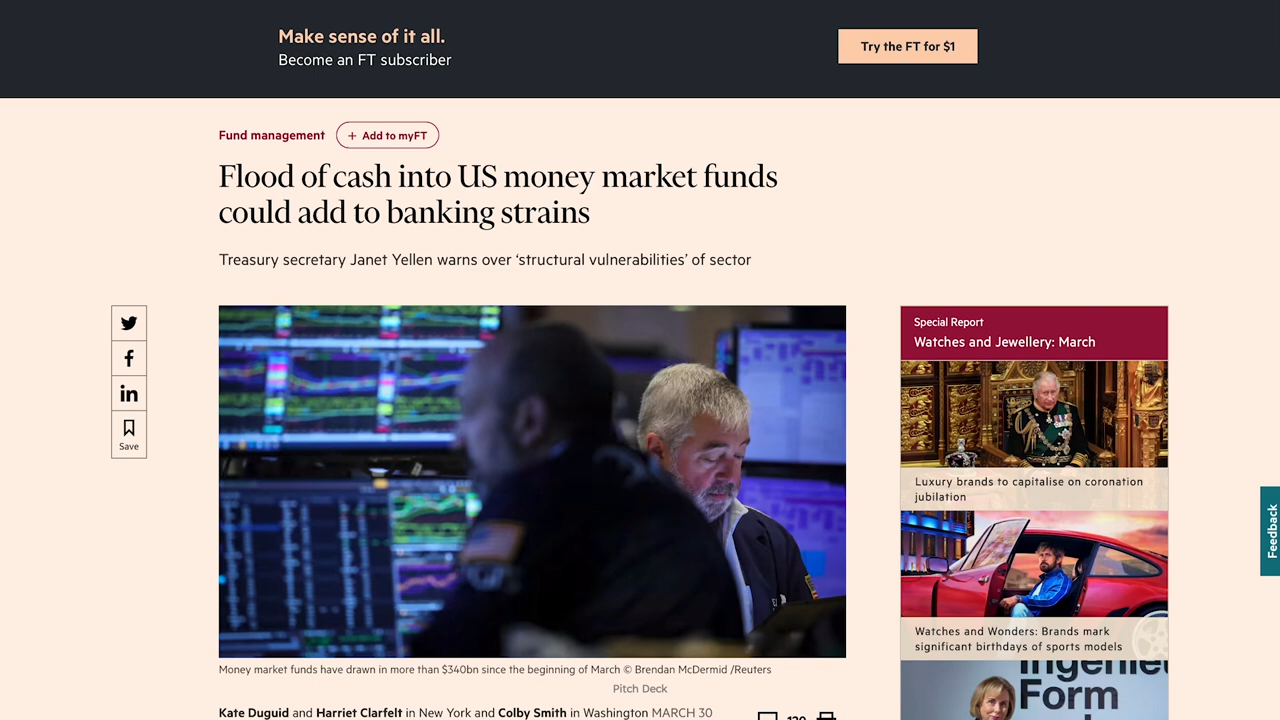 Make sense of it all.
Become an FT subscriber
Try the FT for $1
Fund management
+ Add to myFT
Flood of cash into US money market funds
could add to banking strains
Treasury secretary Janet Yellen warns over ‘structural vulnerabilities’ of sector
Save
Special Report
Watches and Jewellery: March
Luxury brands to capitalise on coronation
jubilation
Watches and Wonders: Brands mark
significant birthdays of sports models
Form
Feedback
Money market funds have drawn in more than $340bn since the beginning of March © Brendan McDermid /Reuters
Pitch Deck
Kate Duguid and Harriet Clarfelt in New York and Colby Smith in Washington MARCH 30